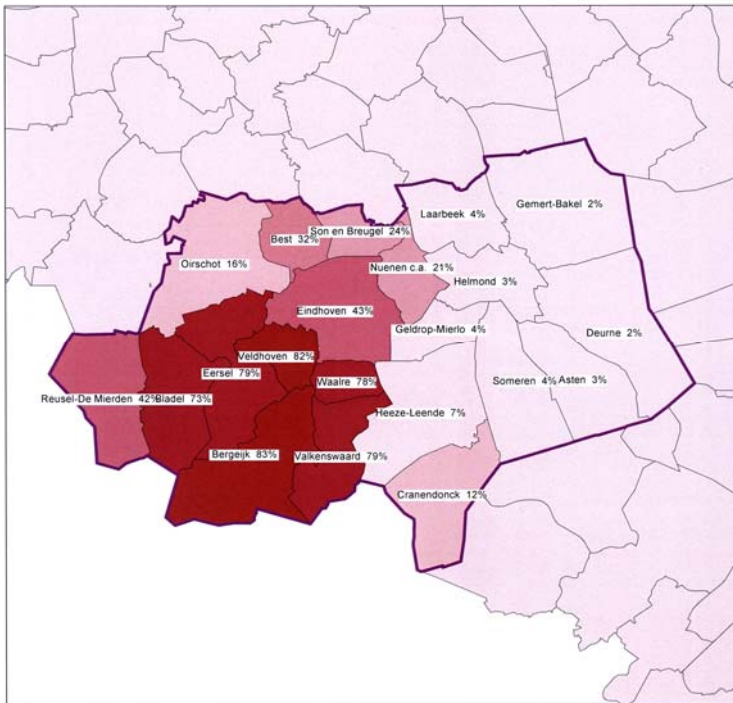 Gemert-Bakel 2%
Laarbeek 4%
Son en Breugel 24%
Best 32%
Oirschot 16%
Nuenen c.a. 21%
Helmond 3%
Eindhoven 43%
Geldrop-Mierlo 4%
Deurne 2%
Veldhoven 82%
Eersel 79%
Waalre 78%
Someren 4%
Asten 3%
Reusel-De Mierden 42%
Bladel 73%
Heeze-Leende 7%
Bergeijk 83%
Valkenswaard 79%
Cranendonck 12%